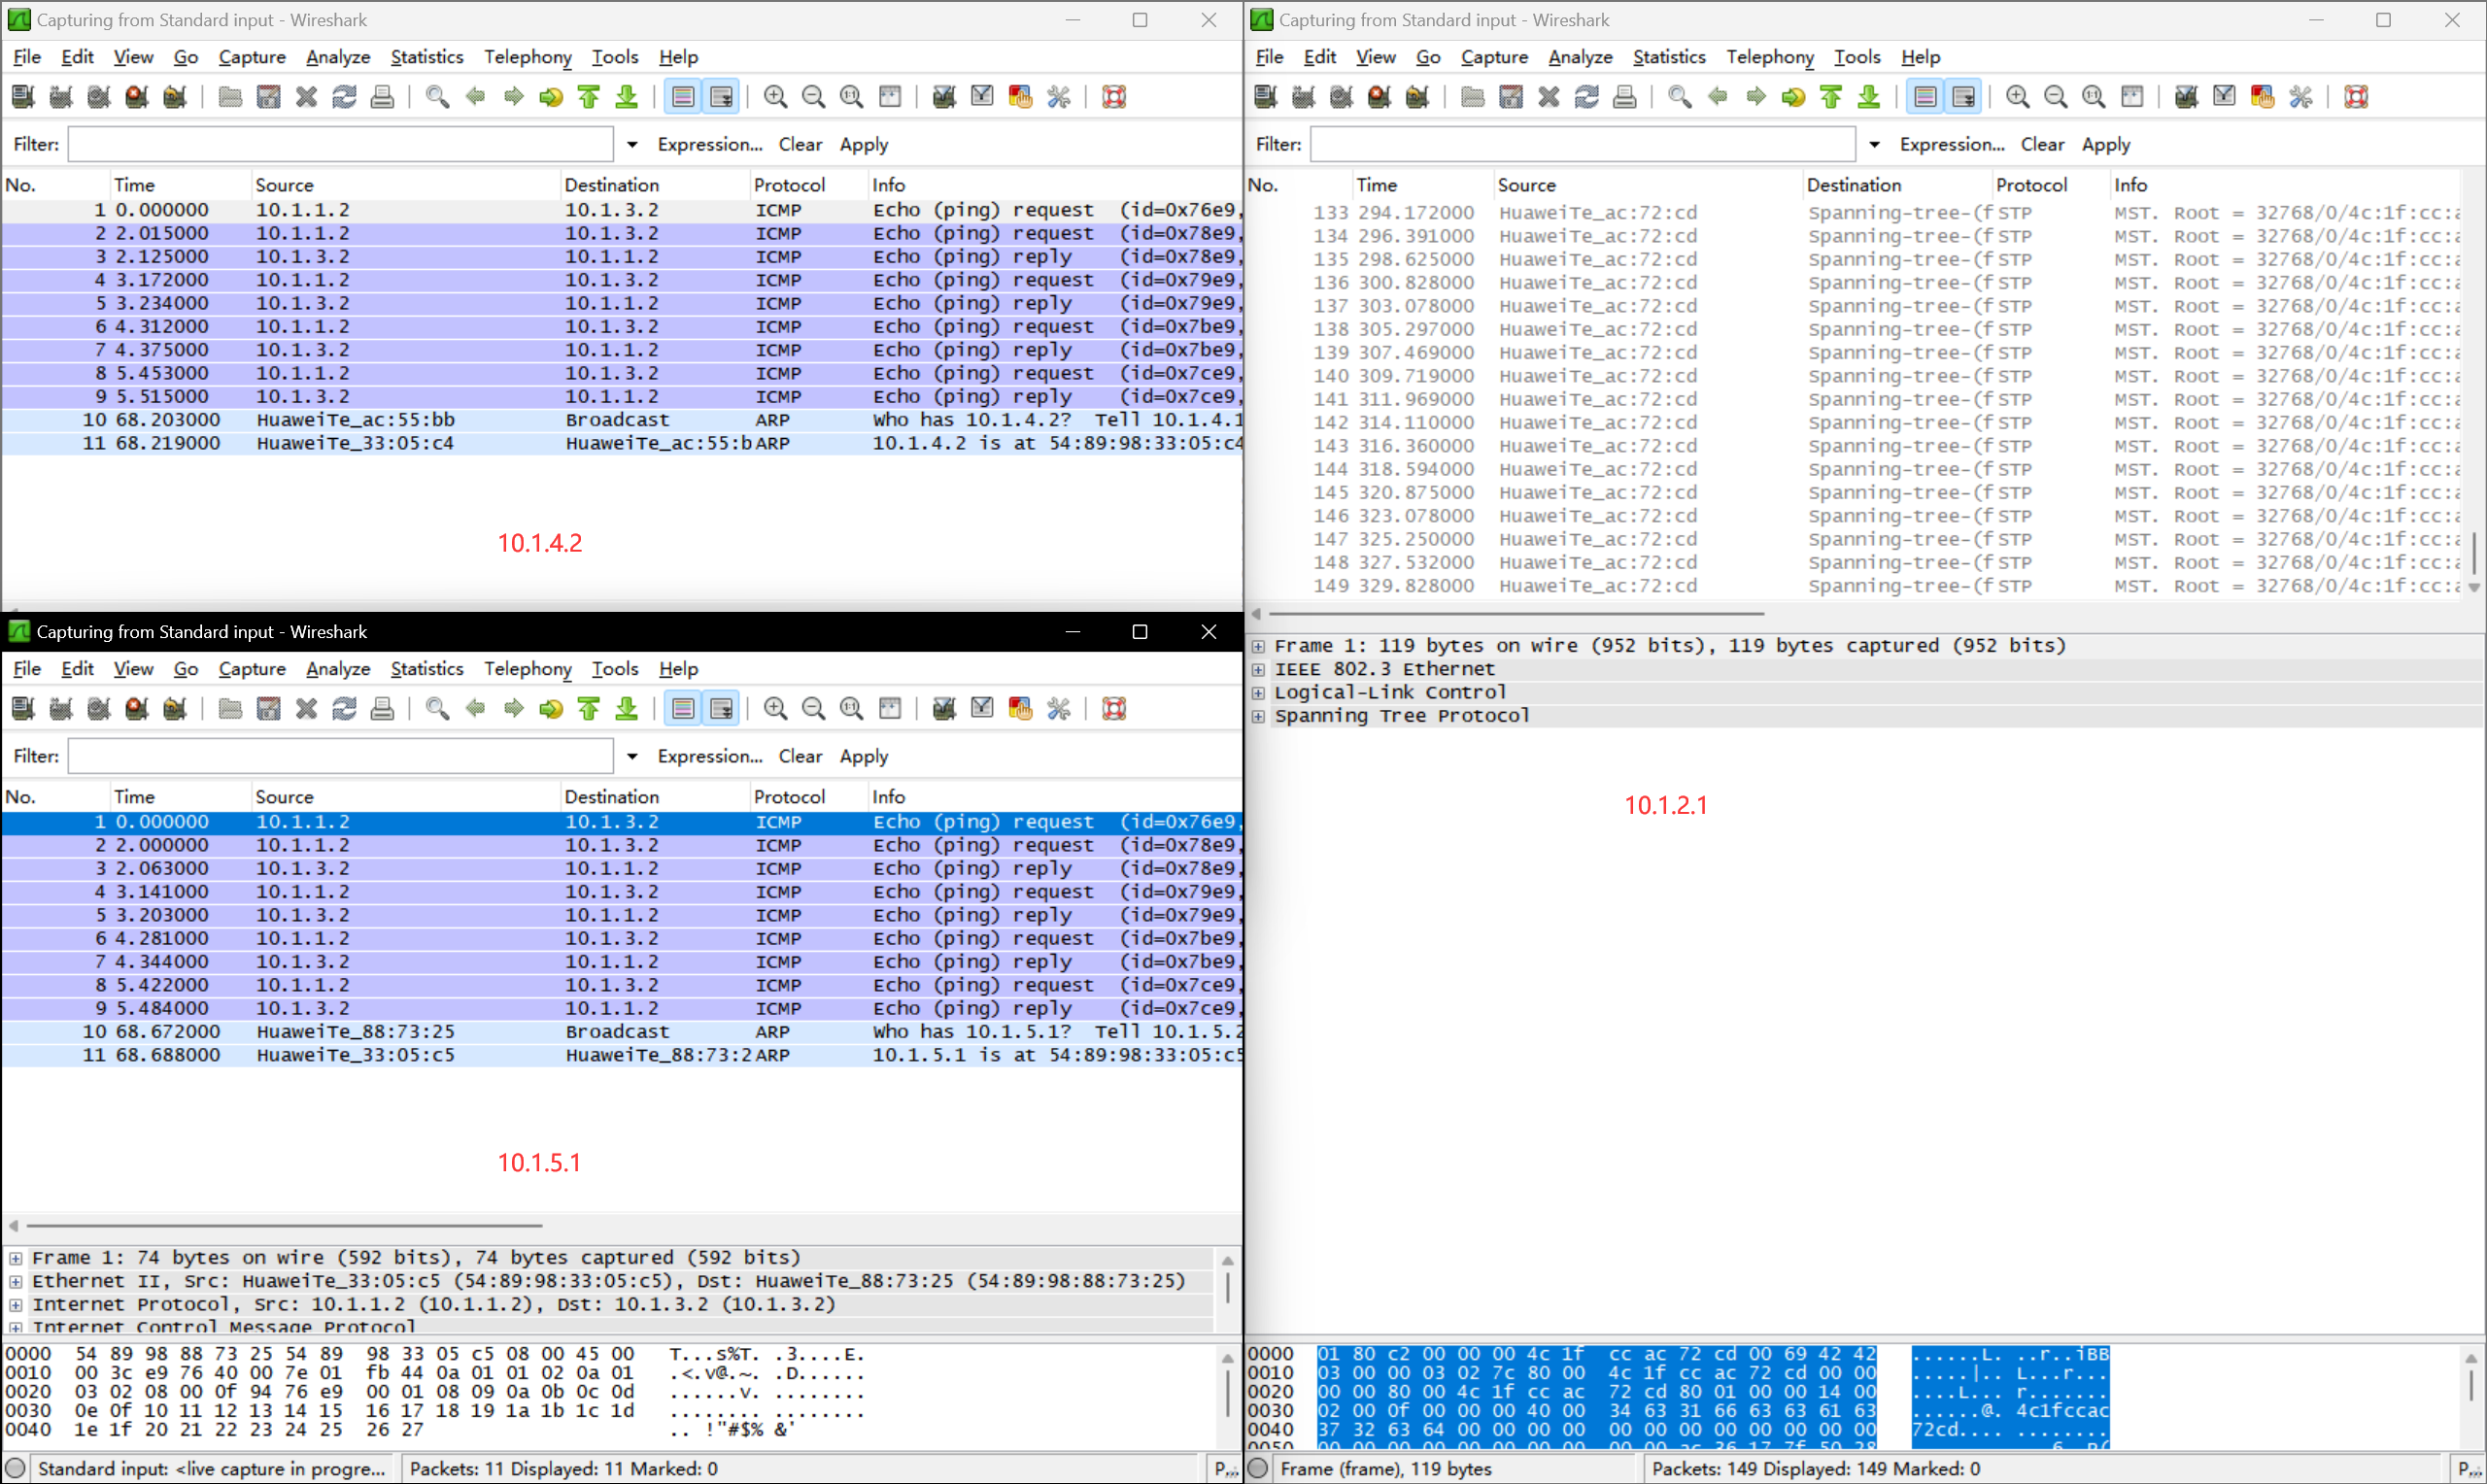 Capturing from Standard input - Wireshark
File Edit View Go Capture Analyze Statistics Telephony Tools Help
Filter: Expression... Clear Apply
No. Time Source Destination Protocol Info
1 0.000000 10.1.1.2 10.1.3.2 ICMP Echo (ping) request (id=0x76e9,
2 2.015000 10.1.1.2 10.1.3.2 ICMP Echo (ping) request (id=0x78e9,
3 2.125000 10.1.3.2 10.1.1.2 ICMP Echo (ping) reply (id=0x78e9,
4 3.172000 10.1.1.2 10.1.3.2 ICMP Echo (ping) request (id=0x79e9,
5 3.234000 10.1.3.2 10.1.1.2 ICMP Echo (ping) reply (id=0x79e9,
6 4.312000 10.1.1.2 10.1.3.2 ICMP Echo (ping) request (id=0x7be9,
7 4.375000 10.1.3.2 10.1.1.2 ICMP Echo (ping) reply (id=0x7be9,
8 5.453000 10.1.1.2 10.1.3.2 ICMP Echo (ping) request (id=0x7ce9,
9 5.515000 10.1.3.2 10.1.1.2 ICMP Echo (ping) reply (id=0x7ce9,
10 68.203000 HuaweiTe_ac:55:bb Broadcast ARP Who has 10.1.4.2? Tell 10.1.4.1
11 68.219000 HuaweiTe_33:05:c4 HuaweiTe_ac:55:b ARP 10.1.4.2 is at 54:89:98:33:05:c4
10.1.4.2
Capturing from Standard input - Wireshark
File Edit View Go Capture Analyze Statistics Telephony Tools Help
Filter: Expression... Clear Apply
No. Time Source Destination Protocol Info
1 0.000000 10.1.1.2 10.1.3.2 ICMP Echo (ping) request (id=0x76e9,
2 2.000000 10.1.1.2 10.1.3.2 ICMP Echo (ping) request (id=0x78e9,
3 2.063000 10.1.3.2 10.1.1.2 ICMP Echo (ping) reply (id=0x78e9,
4 3.141000 10.1.1.2 10.1.3.2 ICMP Echo (ping) request (id=0x79e9,
5 3.203000 10.1.3.2 10.1.1.2 ICMP Echo (ping) reply (id=0x79e9,
6 4.281000 10.1.1.2 10.1.3.2 ICMP Echo (ping) request (id=0x7be9,
7 4.344000 10.1.3.2 10.1.1.2 ICMP Echo (ping) reply (id=0x7be9,
8 5.422000 10.1.1.2 10.1.3.2 ICMP Echo (ping) request (id=0x7ce9,
9 5.484000 10.1.3.2 10.1.1.2 ICMP Echo (ping) reply (id=0x7ce9,
10 68.672000 HuaweiTe_88:73:25 Broadcast ARP Who has 10.1.5.1? Tell 10.1.5.2
11 68.688000 HuaweiTe_33:05:c5 HuaweiTe_88:73:2 ARP 10.1.5.1 is at 54:89:98:33:05:c5
10.1.5.1
Frame 1: 74 bytes on wire (592 bits), 74 bytes captured (592 bits)
Ethernet II, Src: HuaweiTe_33:05:c5 (54:89:98:33:05:c5), Dst: HuaweiTe_88:73:25 (54:89:98:88:73:25)
Internet Protocol, Src: 10.1.1.2 (10.1.1.2), Dst: 10.1.3.2 (10.1.3.2)
Internet Control Message Protocol
0000 54 89 98 88 73 25 54 89 98 33 05 c5 08 00 45 00 T...s%T. .3....E.
0010 00 3c e9 76 40 00 7e 01 fb 44 0a 01 01 02 0a 01 .<.v@.~. .D......
0020 03 02 08 00 0f 94 76 e9 00 01 08 09 0a 0b 0c 0d ......v. ........
0030 0e 0f 10 11 12 13 14 15 16 17 18 19 1a 1b 1c 1d ........ ........
0040 1e 1f 20 21 22 23 24 25 26 27 .. !"#$% &'
Standard input: <live capture in progre... Packets: 11 Displayed: 11 Marked: 0 P...
Capturing from Standard input - Wireshark
File Edit View Go Capture Analyze Statistics Telephony Tools Help
Filter: Expression... Clear Apply
No. Time Source Destination Protocol Info
133 294.172000 HuaweiTe_ac:72:cd Spanning-tree-(f STP MST. Root = 32768/0/4c:1f:cc:a
134 296.391000 HuaweiTe_ac:72:cd Spanning-tree-(f STP MST. Root = 32768/0/4c:1f:cc:a
135 298.625000 HuaweiTe_ac:72:cd Spanning-tree-(f STP MST. Root = 32768/0/4c:1f:cc:a
136 300.828000 HuaweiTe_ac:72:cd Spanning-tree-(f STP MST. Root = 32768/0/4c:1f:cc:a
137 303.078000 HuaweiTe_ac:72:cd Spanning-tree-(f STP MST. Root = 32768/0/4c:1f:cc:a
138 305.297000 HuaweiTe_ac:72:cd Spanning-tree-(f STP MST. Root = 32768/0/4c:1f:cc:a
139 307.469000 HuaweiTe_ac:72:cd Spanning-tree-(f STP MST. Root = 32768/0/4c:1f:cc:a
140 309.719000 HuaweiTe_ac:72:cd Spanning-tree-(f STP MST. Root = 32768/0/4c:1f:cc:a
141 311.969000 HuaweiTe_ac:72:cd Spanning-tree-(f STP MST. Root = 32768/0/4c:1f:cc:a
142 314.110000 HuaweiTe_ac:72:cd Spanning-tree-(f STP MST. Root = 32768/0/4c:1f:cc:a
143 316.360000 HuaweiTe_ac:72:cd Spanning-tree-(f STP MST. Root = 32768/0/4c:1f:cc:a
144 318.594000 HuaweiTe_ac:72:cd Spanning-tree-(f STP MST. Root = 32768/0/4c:1f:cc:a
145 320.875000 HuaweiTe_ac:72:cd Spanning-tree-(f STP MST. Root = 32768/0/4c:1f:cc:a
146 323.078000 HuaweiTe_ac:72:cd Spanning-tree-(f STP MST. Root = 32768/0/4c:1f:cc:a
147 325.250000 HuaweiTe_ac:72:cd Spanning-tree-(f STP MST. Root = 32768/0/4c:1f:cc:a
148 327.532000 HuaweiTe_ac:72:cd Spanning-tree-(f STP MST. Root = 32768/0/4c:1f:cc:a
149 329.828000 HuaweiTe_ac:72:cd Spanning-tree-(f STP MST. Root = 32768/0/4c:1f:cc:a
Frame 1: 119 bytes on wire (952 bits), 119 bytes captured (952 bits)
IEEE 802.3 Ethernet
Logical-Link Control
Spanning Tree Protocol
10.1.2.1
0000 01 80 c2 00 00 00 4c 1f cc ac 72 cd 00 69 42 42 ......L. ..r..iBB
0010 03 00 00 03 02 7c 80 00 4c 1f cc ac 72 cd 00 00 .....|.. L...r...
0020 00 00 80 00 4c 1f cc ac 72 cd 80 01 00 00 14 00 ....L... r.......
0030 02 00 0f 00 00 00 40 00 34 63 31 66 63 63 61 63 ......@. 4c1fccac
0040 37 32 63 64 00 00 00 00 00 00 00 00 00 00 00 00 72cd.... ........
Frame (frame), 119 bytes Packets: 149 Displayed: 149 Marked: 0 P...